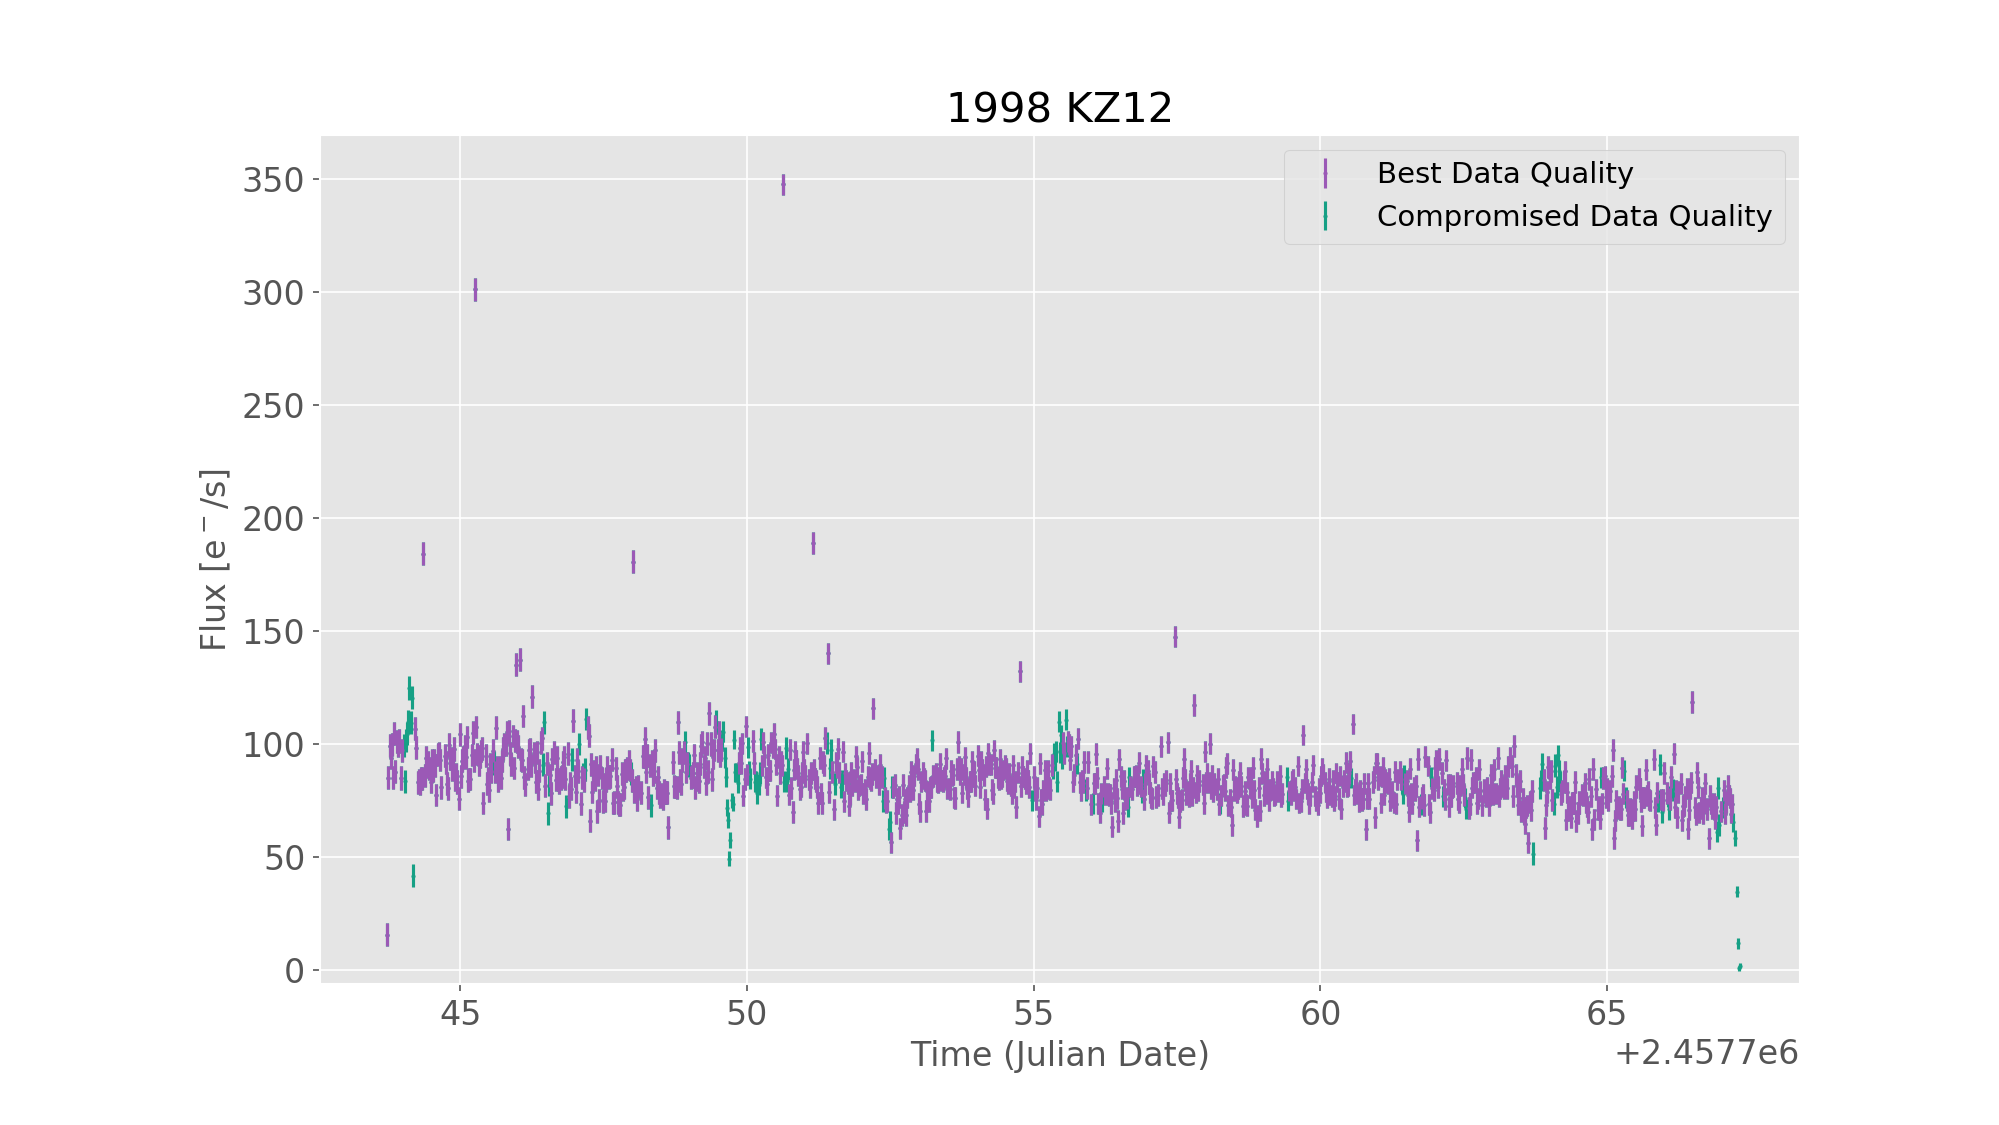 1998 KZ12
Best Data Quality
Compromised Data Quality
350
300
250
200
150
100
50
0
Flux [e⁻/s]
45 50 55 60 65
Time (Julian Date)
+2.4577e6